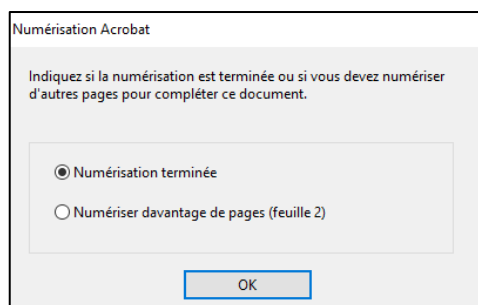 Numérisation Acrobat
Indiquez si la numérisation est terminée ou si vous devez numériser
d'autres pages pour compléter ce document.
Numérisation terminée
Numériser davantage de pages (feuille 2)
OK